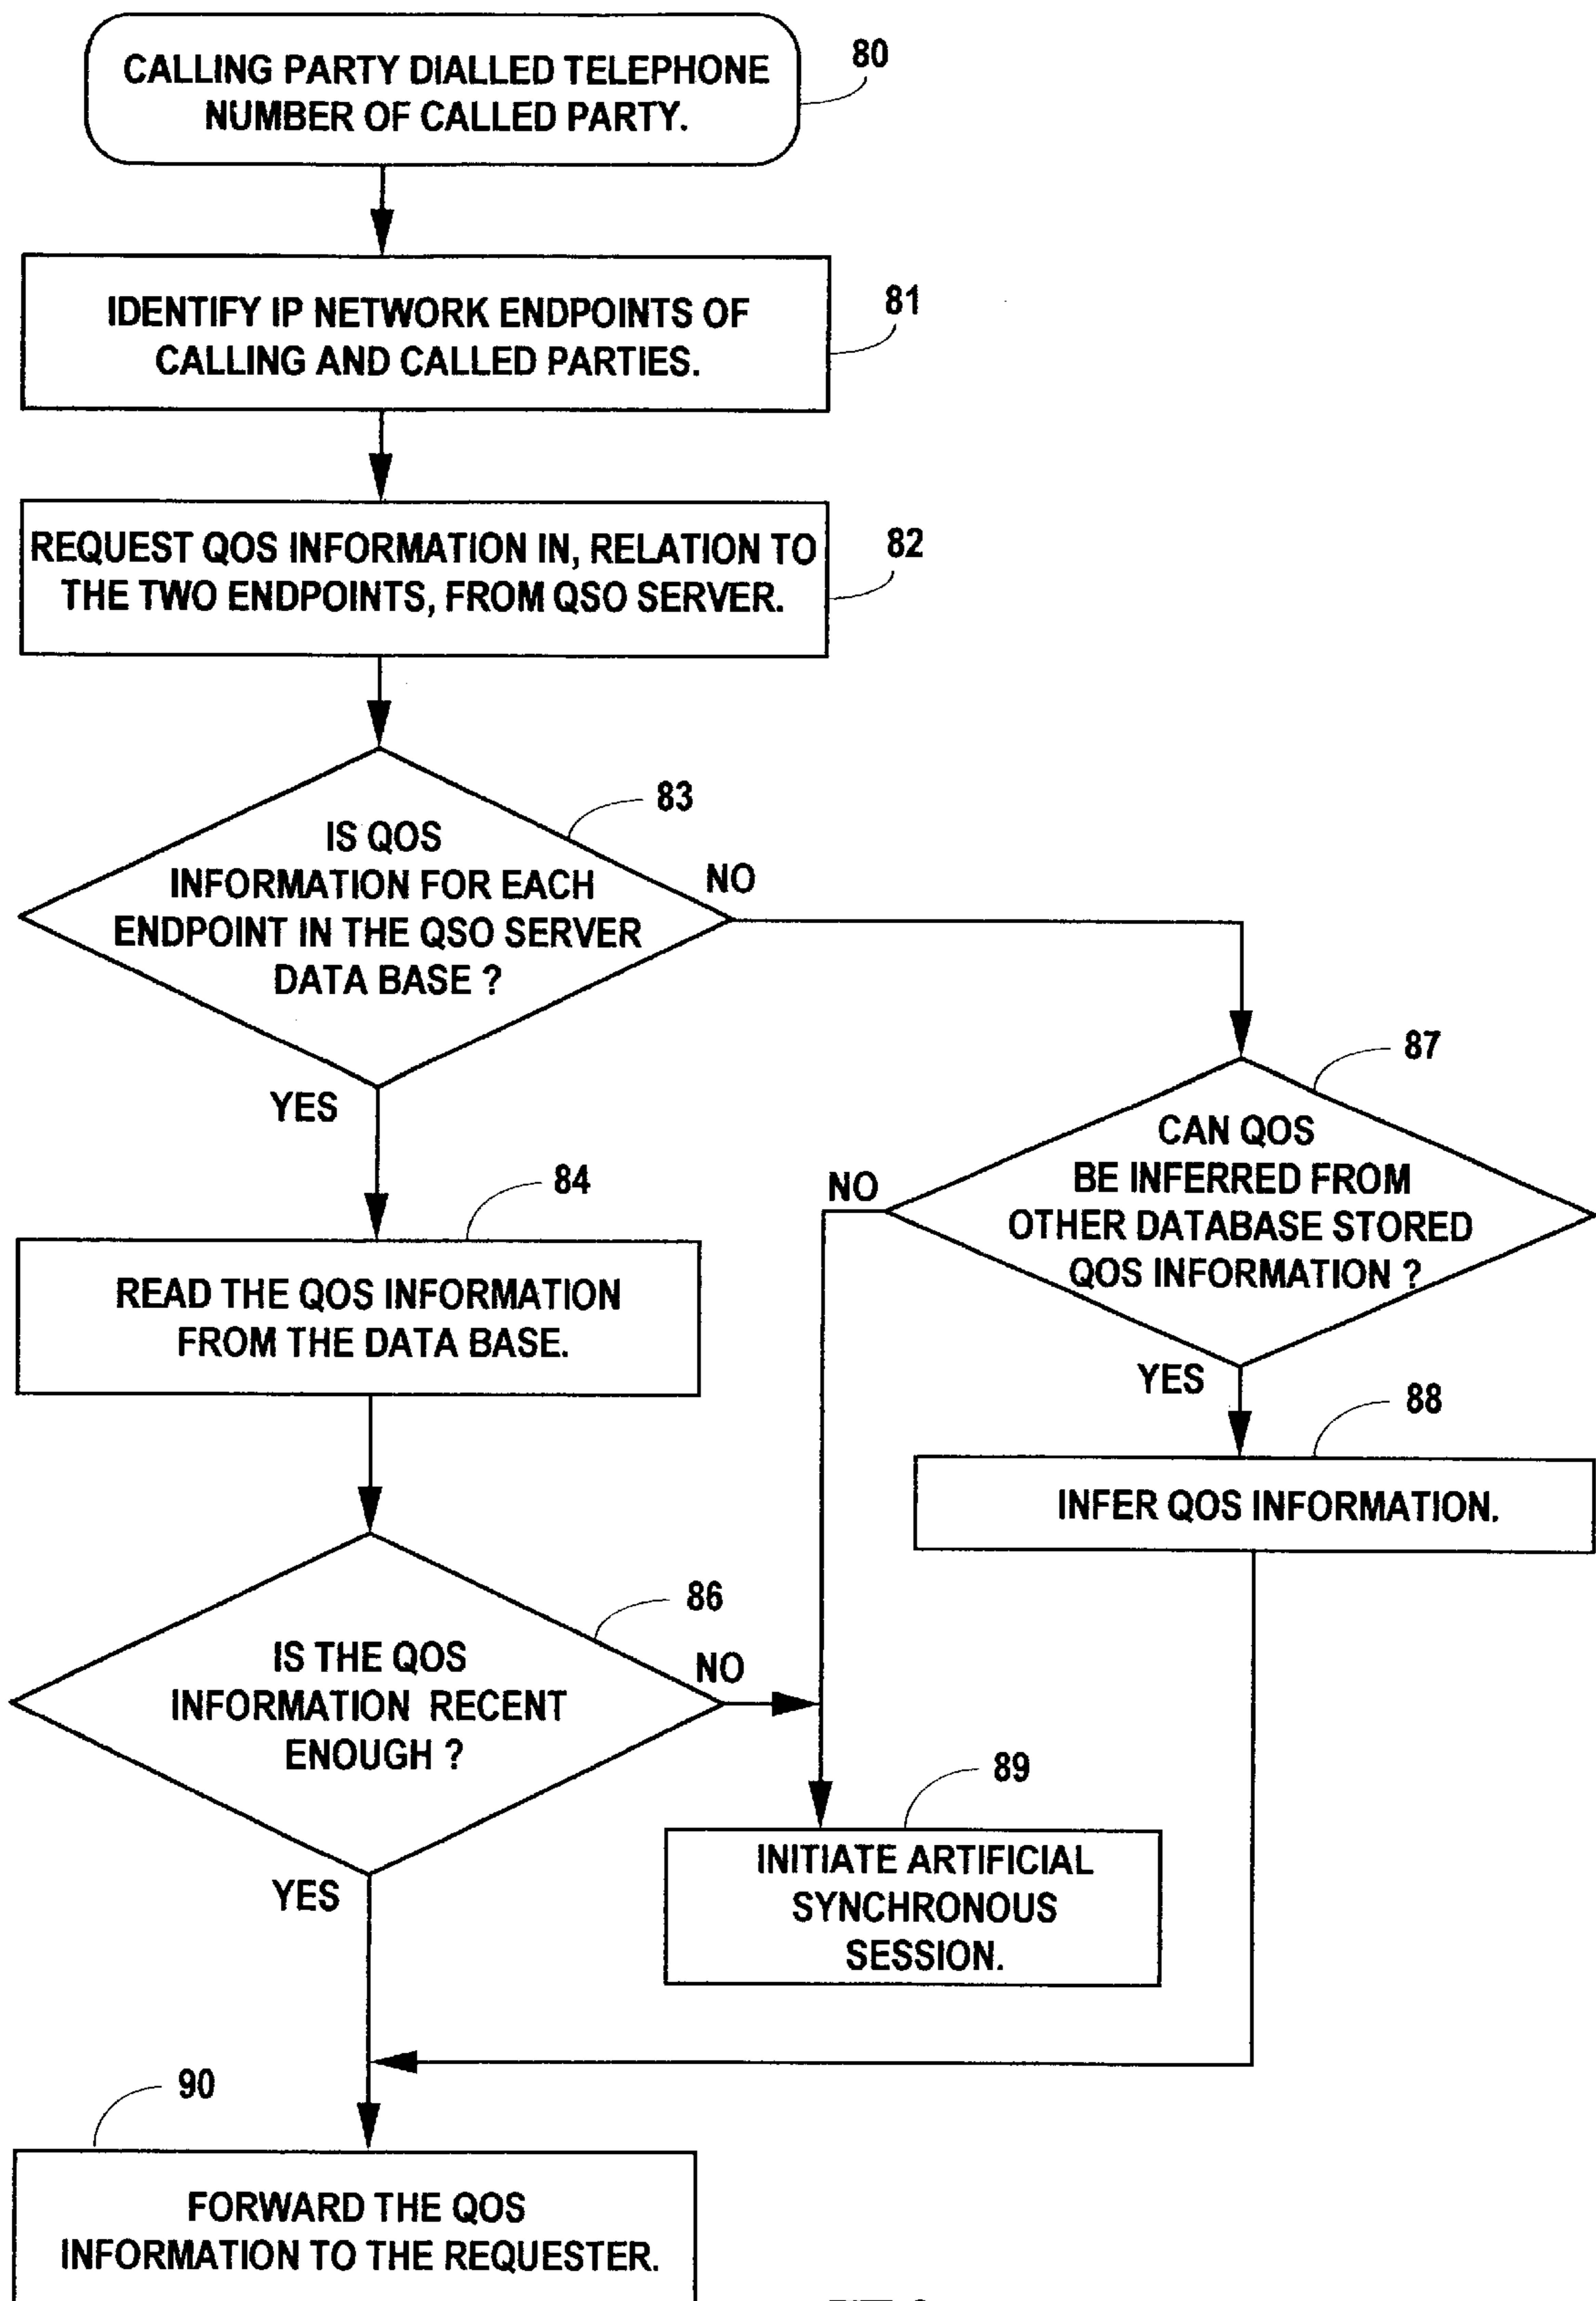 CALLING PARTY DIALLED TELEPHONE
NUMBER OF CALLED PARTY.
80
IDENTIFY IP NETWORK ENDPOINTS OF
CALLING AND CALLED PARTIES.
81
REQUEST QOS INFORMATION IN, RELATION TO
THE TWO ENDPOINTS, FROM QSO SERVER.
82
83
IS QOS
INFORMATION FOR EACH
ENDPOINT IN THE QSO SERVER
DATA BASE ?
NO
YES
87
CAN QOS
BE INFERRED FROM
OTHER DATABASE STORED
QOS INFORMATION ?
NO
YES
84
READ THE QOS INFORMATION
FROM THE DATA BASE.
88
INFER QOS INFORMATION.
86
IS THE QOS
INFORMATION RECENT
ENOUGH ?
NO
YES
89
INITIATE ARTIFICIAL
SYNCHRONOUS
SESSION.
90
FORWARD THE QOS
INFORMATION TO THE REQUESTER.